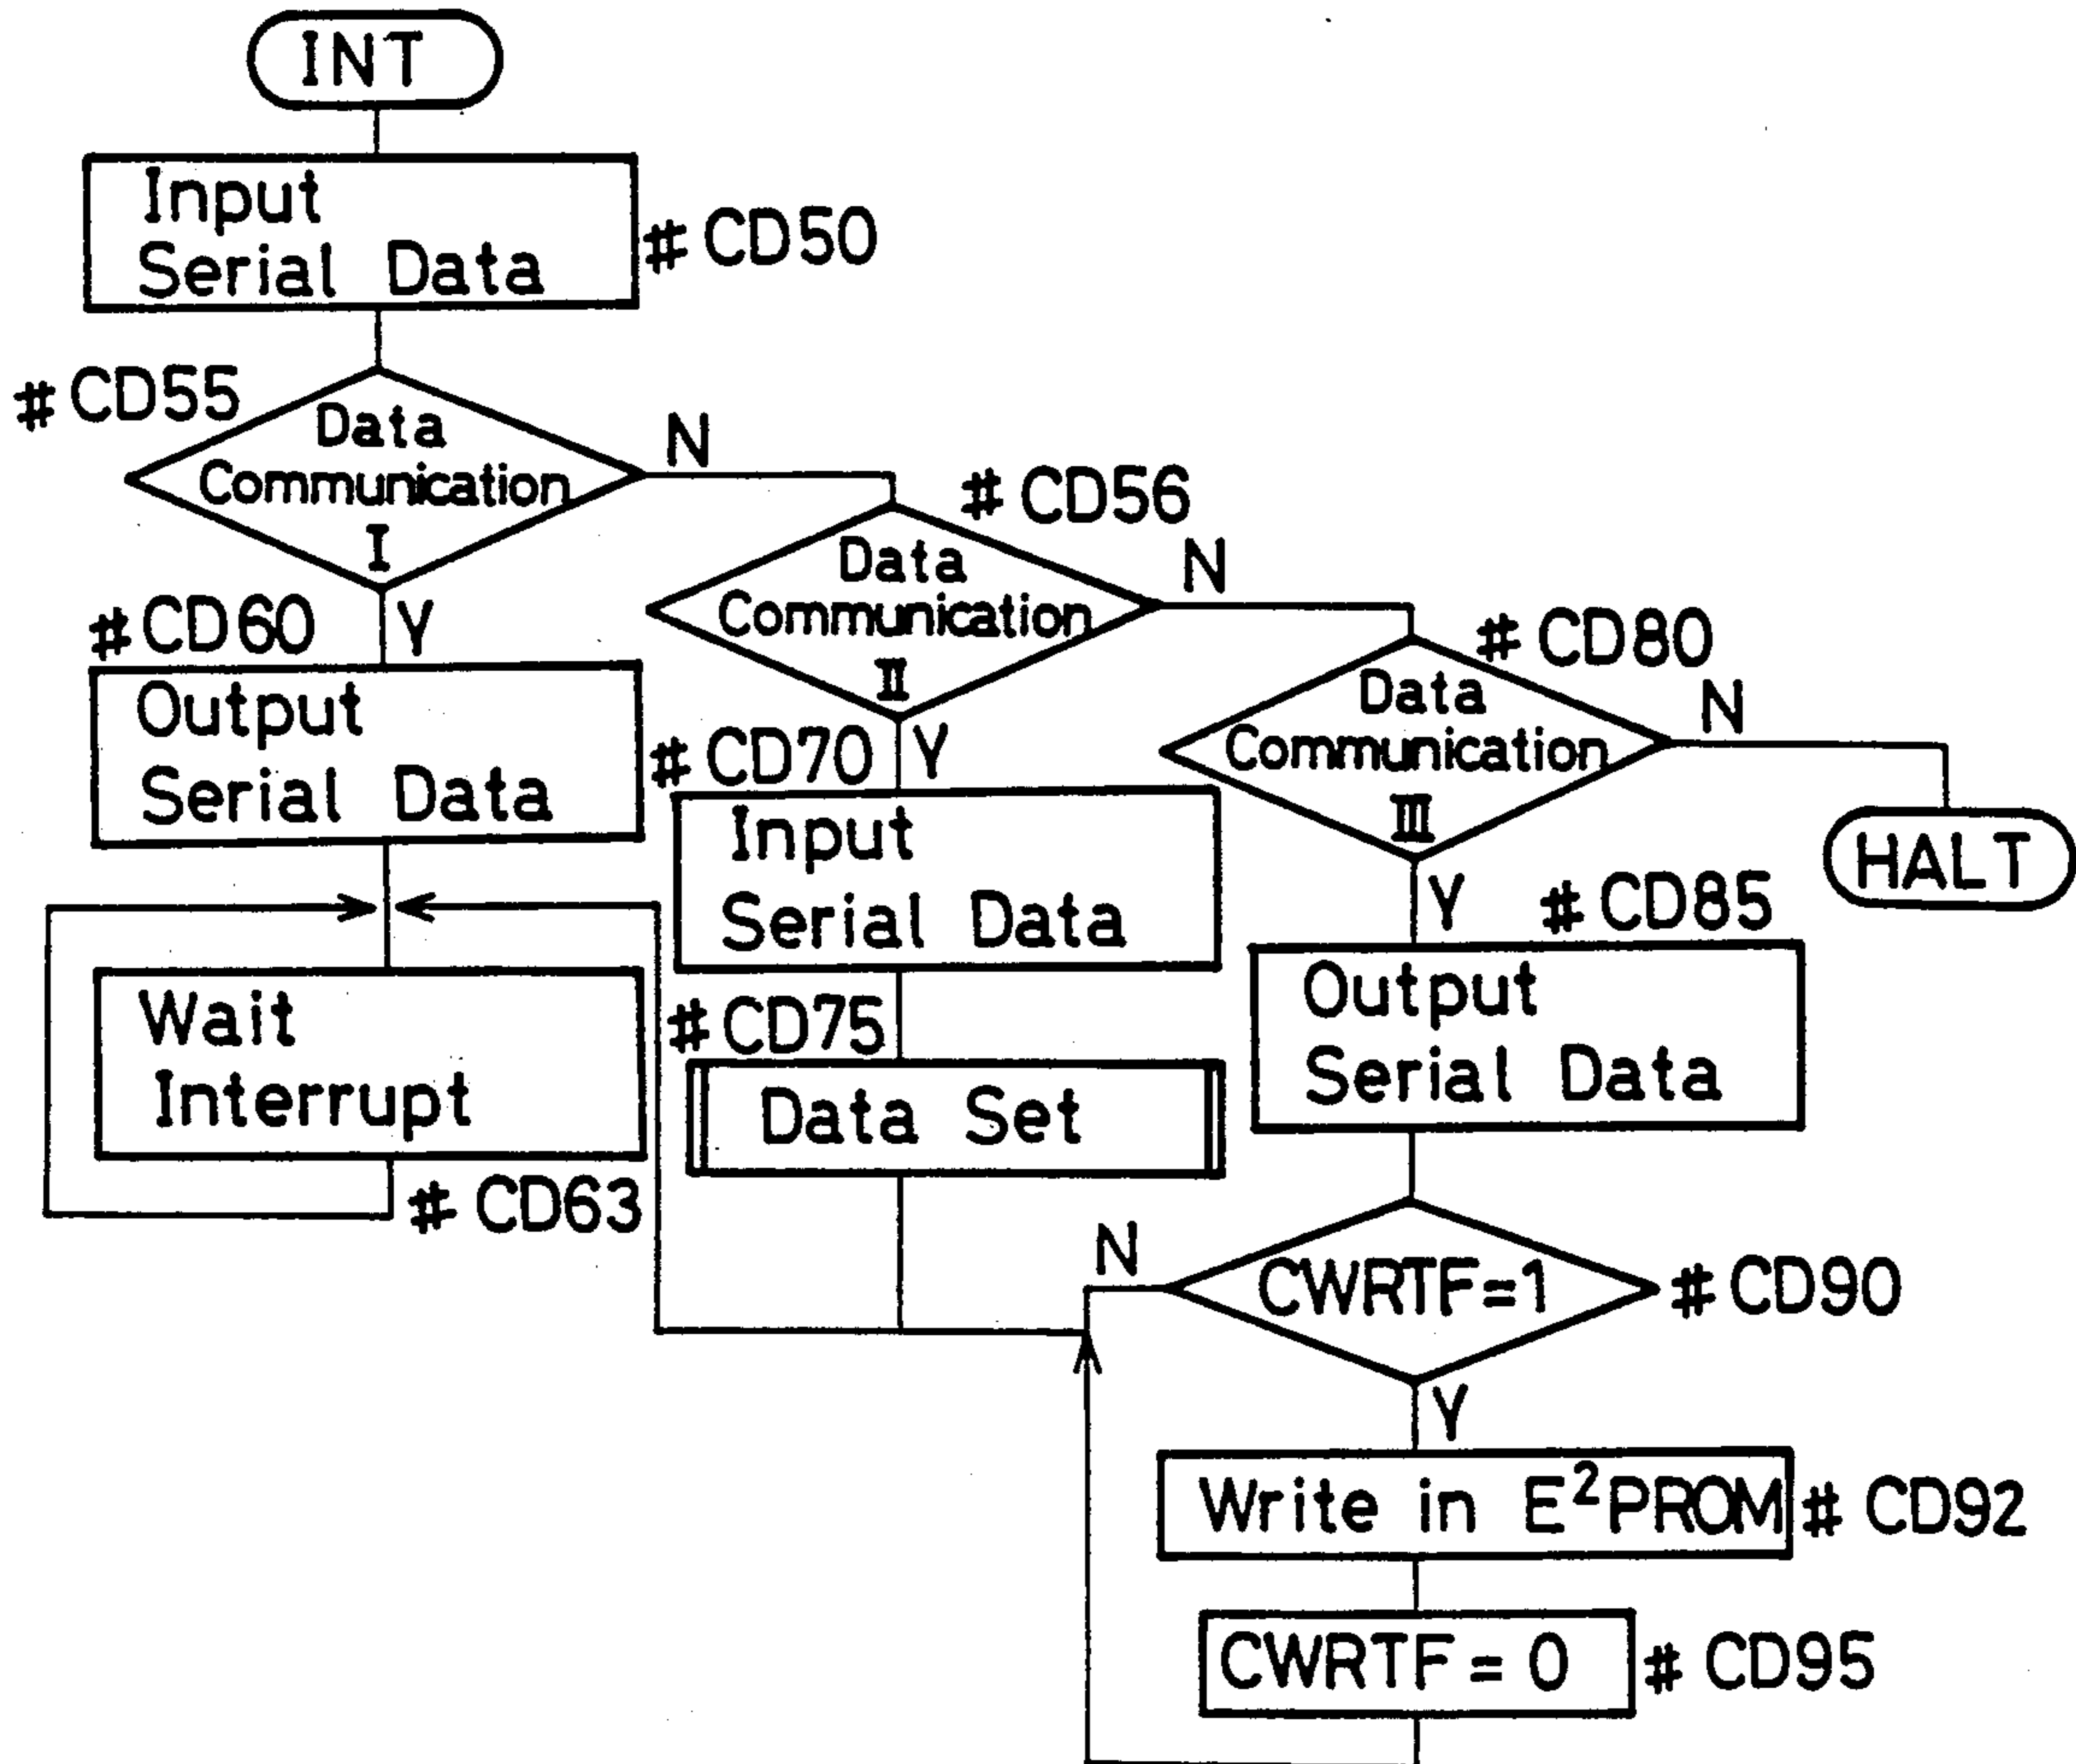 INT
Input
Serial Data
# CD50
# CD55
Data
Communication
I
N
# CD56
Data
Communication
II
N
# CD60
Y
# CD80
Data
Communication
III
N
Output
Serial Data
# CD70
Y
Input
Serial Data
HALT
Y
# CD85
Output
Serial Data
Wait
Interrupt
# CD63
# CD75
Data Set
N
CWRTF=1
# CD90
Y
Write in E²PROM
# CD92
CWRTF = 0
# CD95